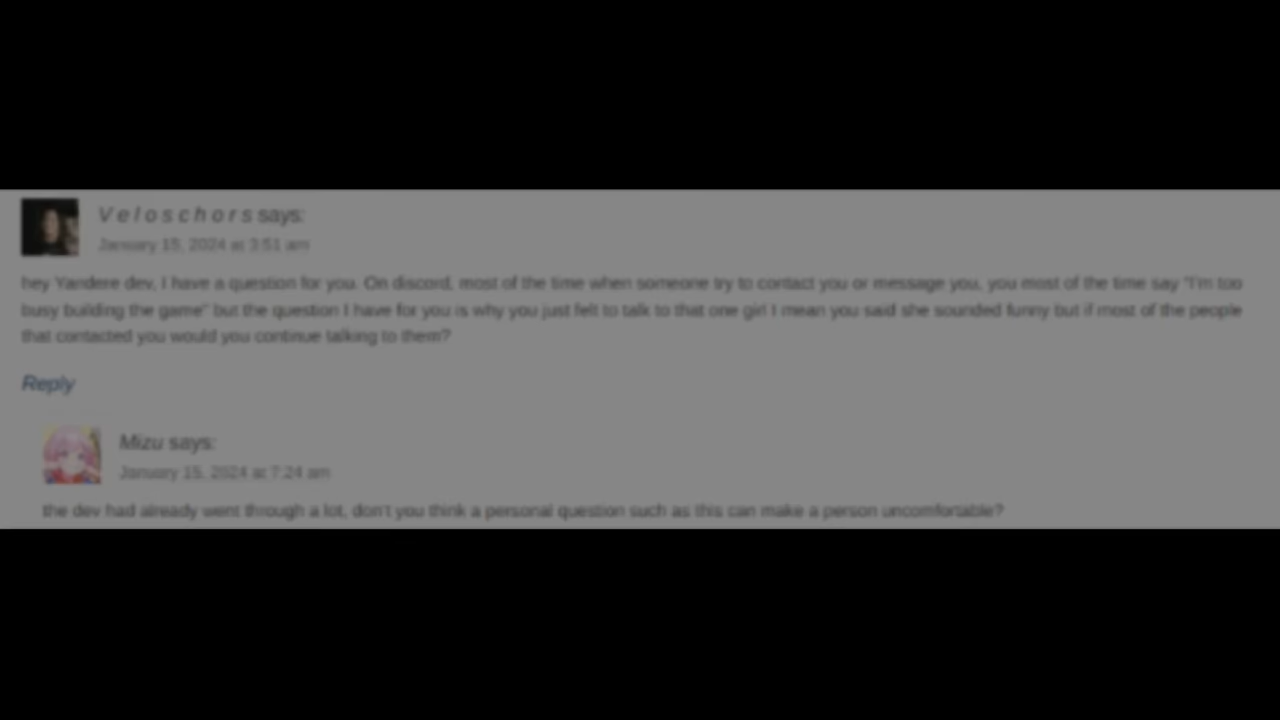 V e l o s c h o r s says:
January 15, 2024 at 3:51 am
hey Yandere dev, I have a question for you. On discord, most of the time when someone try to contact you or message you, you most of the time say "I'm too
busy building the game" but the question I have for you is why you just felt to talk to that one girl I mean you said she sounded funny but if most of the people
that contacted you would you continue talking to them?
Reply
Mizu says:
January 15, 2024 at 7:24 am
the dev had already went through a lot, don't you think a personal question such as this can make a person uncomfortable?